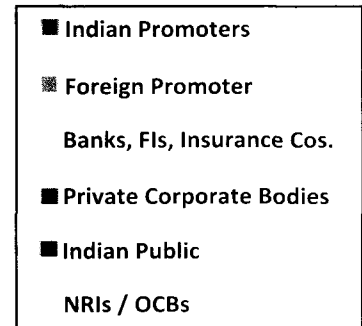 Indian Promoters
Foreign Promoter
Banks, FIs, Insurance Cos.
Private Corporate Bodies
Indian Public
NRIs / OCBs